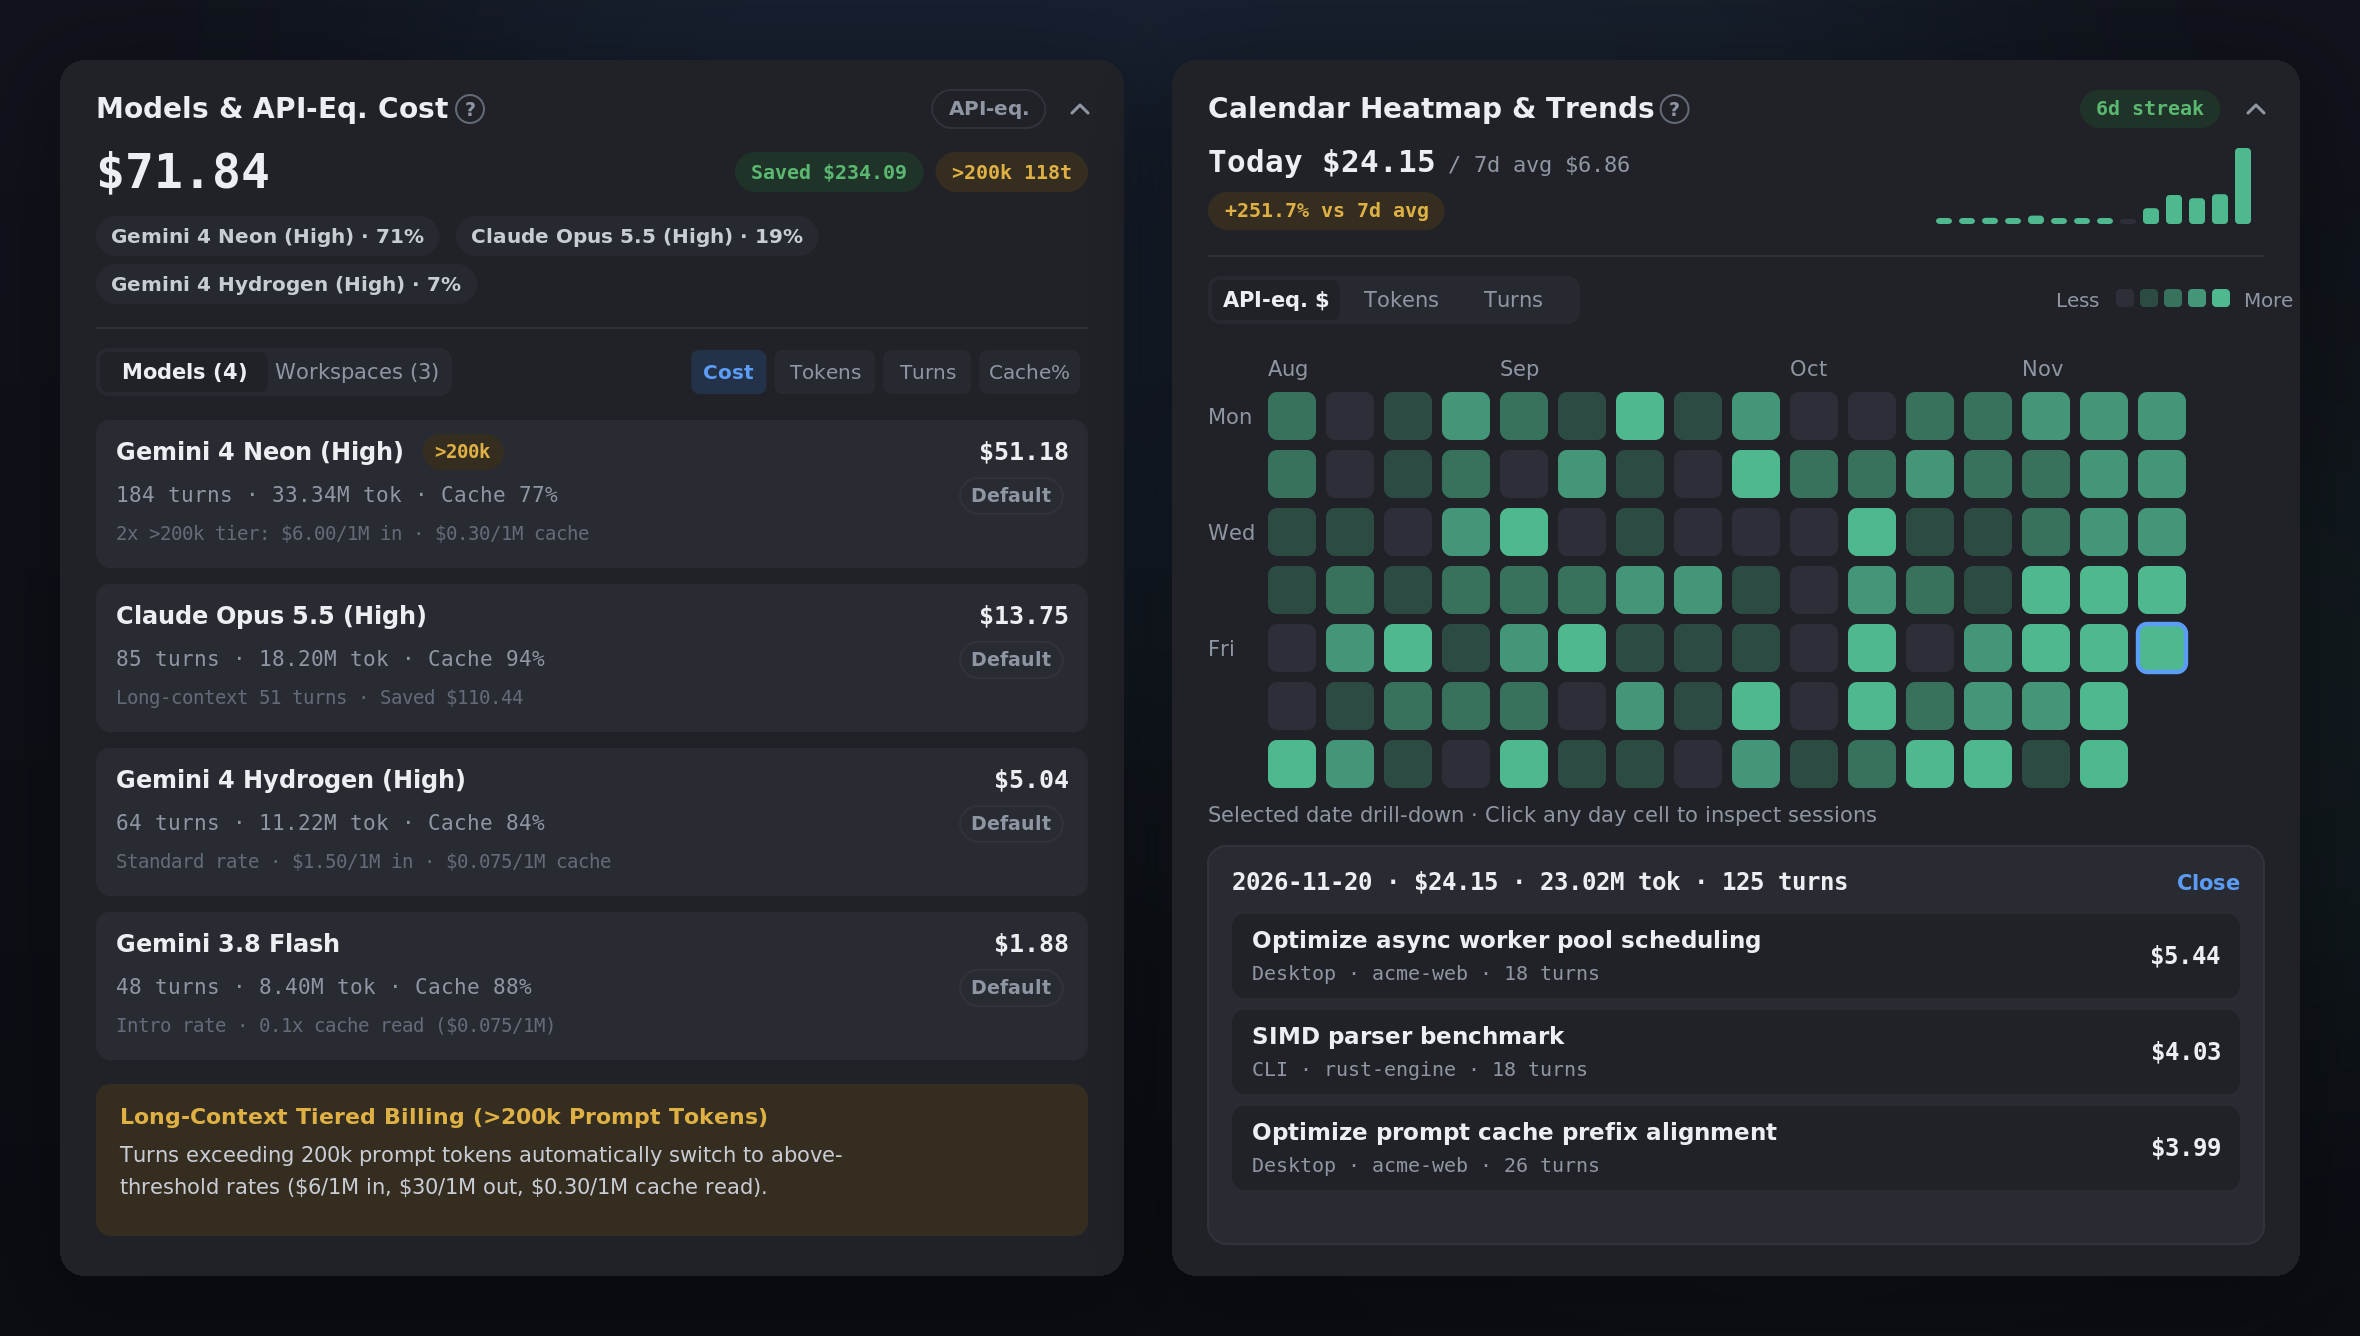 Models & API-Eq. Cost ?
API-eq.
$71.84
Saved $234.09
>200k 118t
Gemini 4 Neon (High) · 71%
Claude Opus 5.5 (High) · 19%
Gemini 4 Hydrogen (High) · 7%
Models (4)
Workspaces (3)
Cost
Tokens
Turns
Cache%
Gemini 4 Neon (High) >200k
$51.18
184 turns · 33.34M tok · Cache 77%
Default
2x >200k tier: $6.00/1M in · $0.30/1M cache
Claude Opus 5.5 (High)
$13.75
85 turns · 18.20M tok · Cache 94%
Default
Long-context 51 turns · Saved $110.44
Gemini 4 Hydrogen (High)
$5.04
64 turns · 11.22M tok · Cache 84%
Default
Standard rate · $1.50/1M in · $0.075/1M cache
Gemini 3.8 Flash
$1.88
48 turns · 8.40M tok · Cache 88%
Default
Intro rate · 0.1x cache read ($0.075/1M)
Long-Context Tiered Billing (>200k Prompt Tokens)
Turns exceeding 200k prompt tokens automatically switch to above-
threshold rates ($6/1M in, $30/1M out, $0.30/1M cache read).
Calendar Heatmap & Trends ?
6d streak
Today $24.15 / 7d avg $6.86
+251.7% vs 7d avg
API-eq. $
Tokens
Turns
Less
More
Aug
Sep
Oct
Nov
Mon
Wed
Fri
Selected date drill-down · Click any day cell to inspect sessions
2026-11-20 · $24.15 · 23.02M tok · 125 turns
Close
Optimize async worker pool scheduling
$5.44
Desktop · acme-web · 18 turns
SIMD parser benchmark
$4.03
CLI · rust-engine · 18 turns
Optimize prompt cache prefix alignment
$3.99
Desktop · acme-web · 26 turns